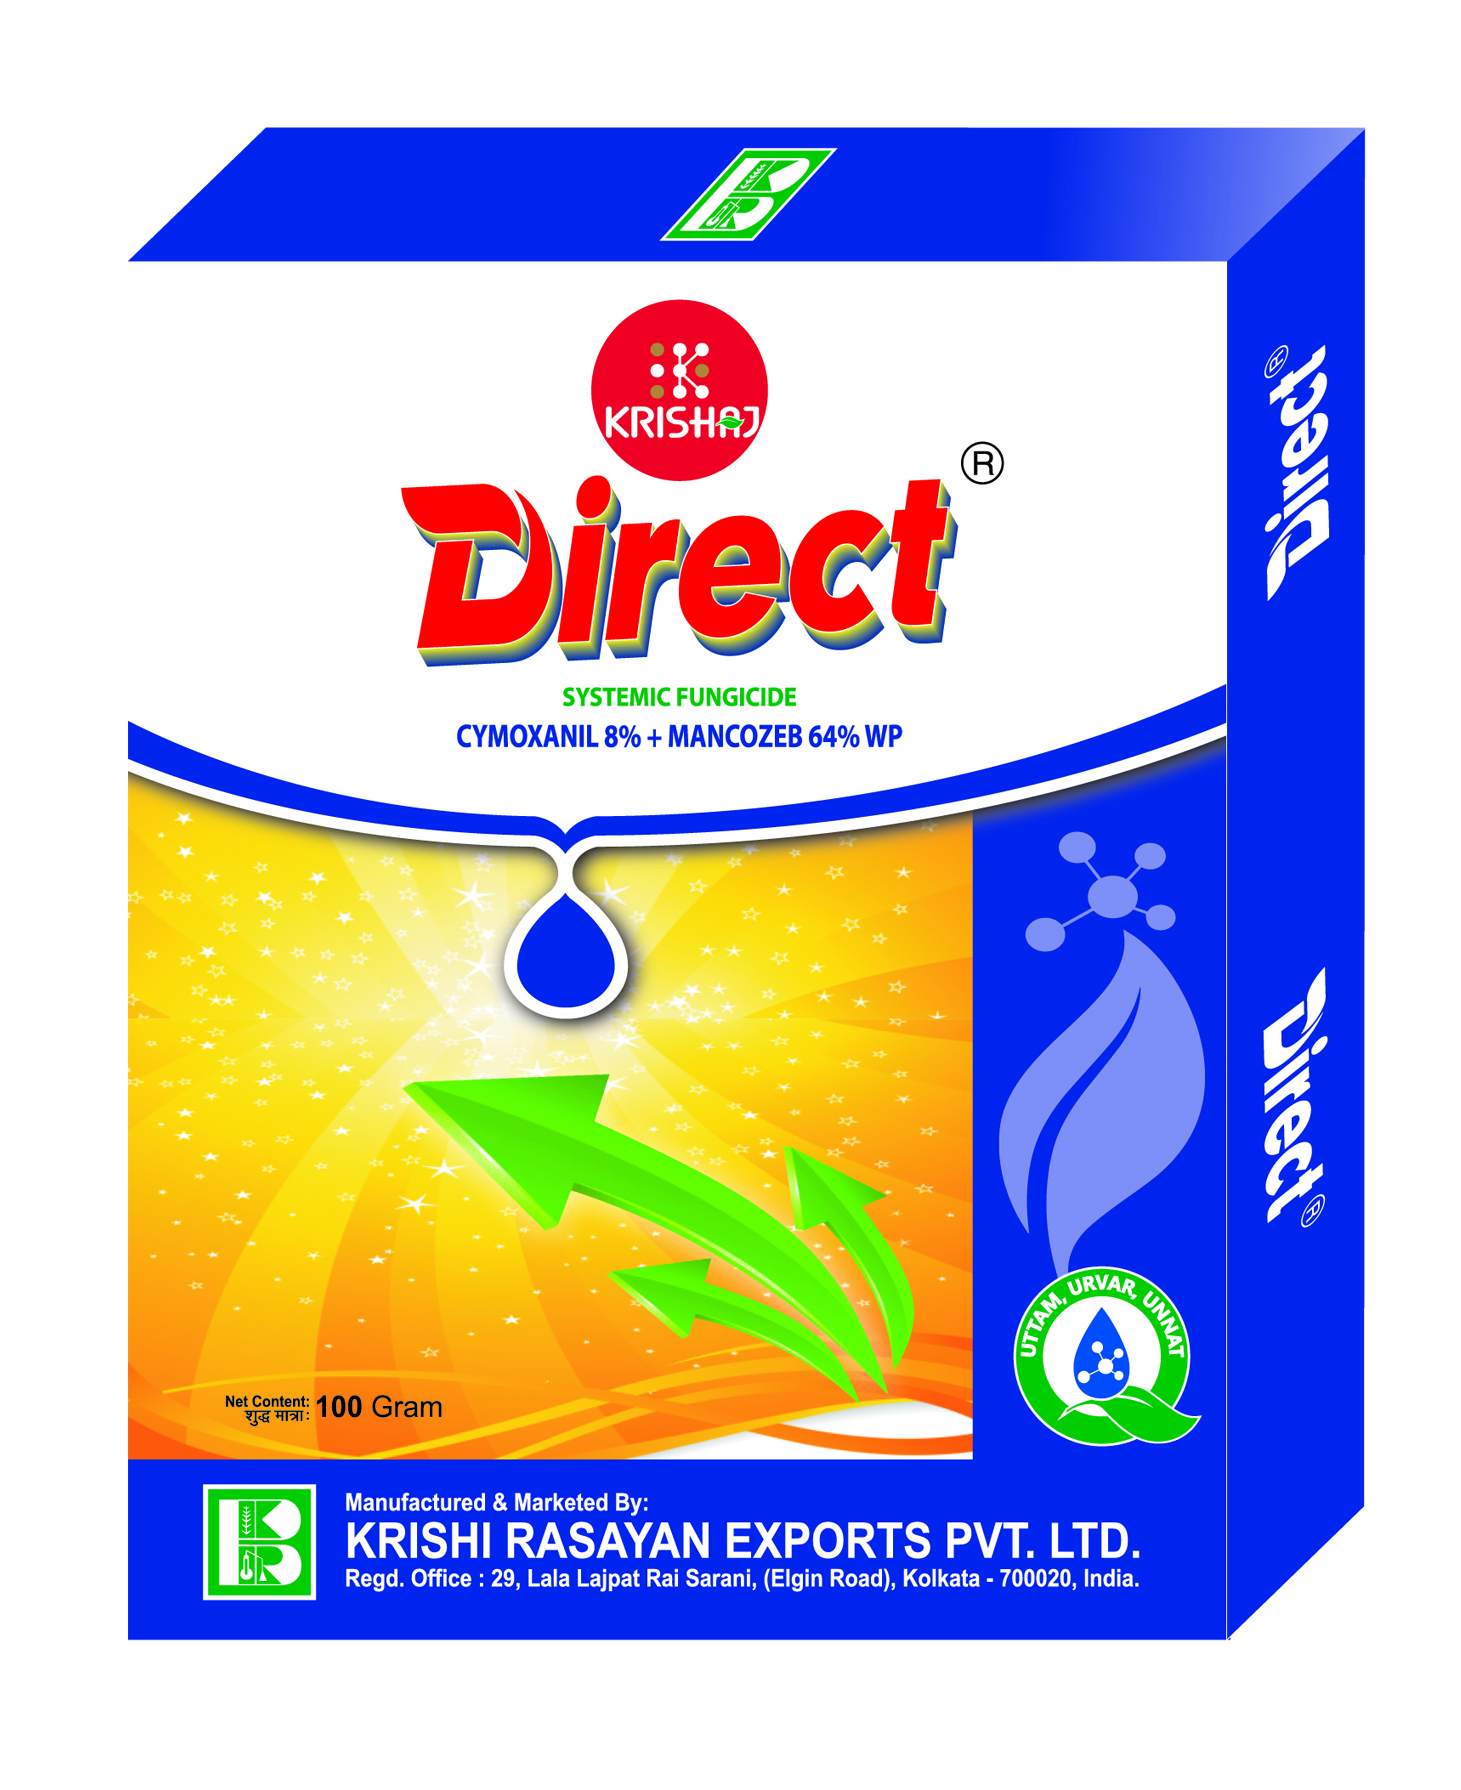 KRISHAJ
Direct ®
SYSTEMIC FUNGICIDE
CYMOXANIL 8% + MANCOZEB 64% WP
Direct®
Direct®
UTTAM, URVAR, UNNAT
Net Content: 100 Gram
शुद्ध मात्रा:
Manufactured & Marketed By:
KRISHI RASAYAN EXPORTS PVT. LTD.
Regd. Office : 29, Lala Lajpat Rai Sarani, (Elgin Road), Kolkata - 700020, India.